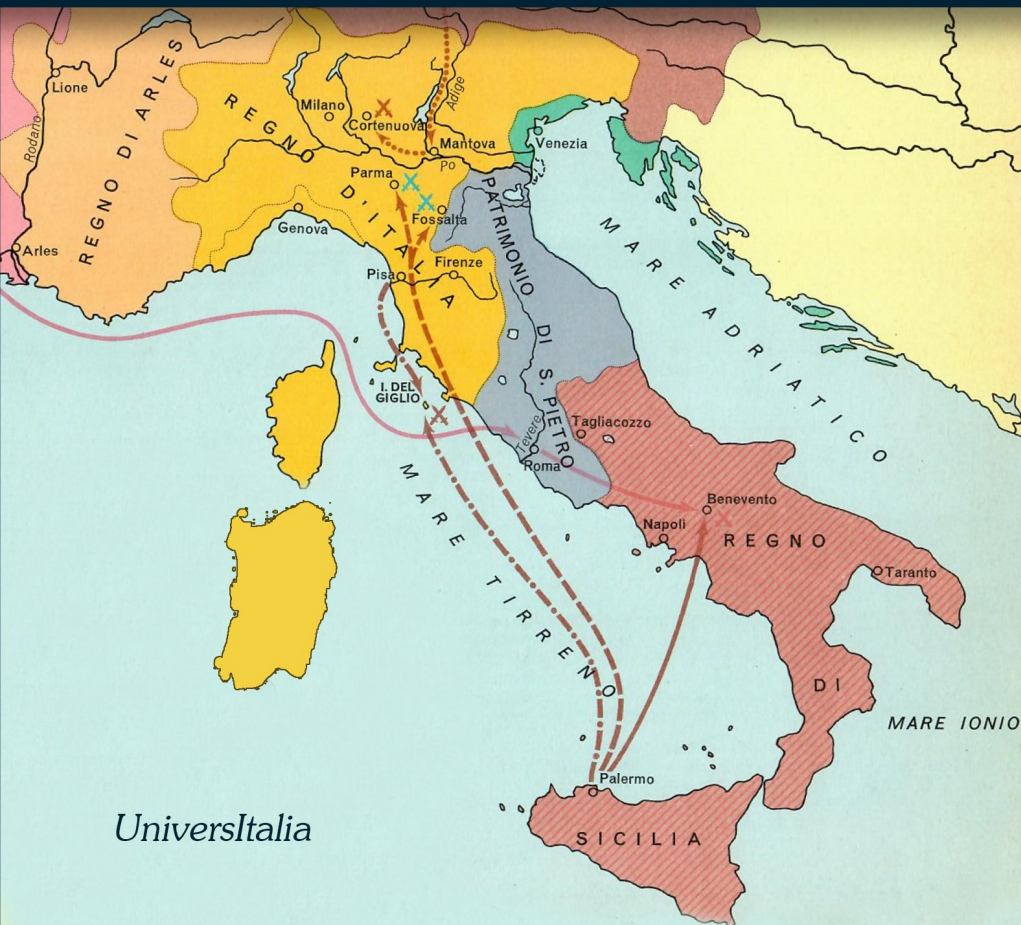 Lione
Rodano
REGNO DI ARLES
Arles
REGNO D'ITALIA
Milano
Cortenuova
Adige
Mantova
Po
Venezia
Parma
Fossalta
Genova
Pisa
Firenze
PATRIMONIO DI S. PIETRO
MARE ADRIATICO
I. DEL
GIGLIO
Tevere
Roma
Tagliacozzo
MARE TIRRENO
Benevento
Napoli
REGNO
Taranto
DI
MARE IONIO
Palermo
SICILIA
UniversItalia